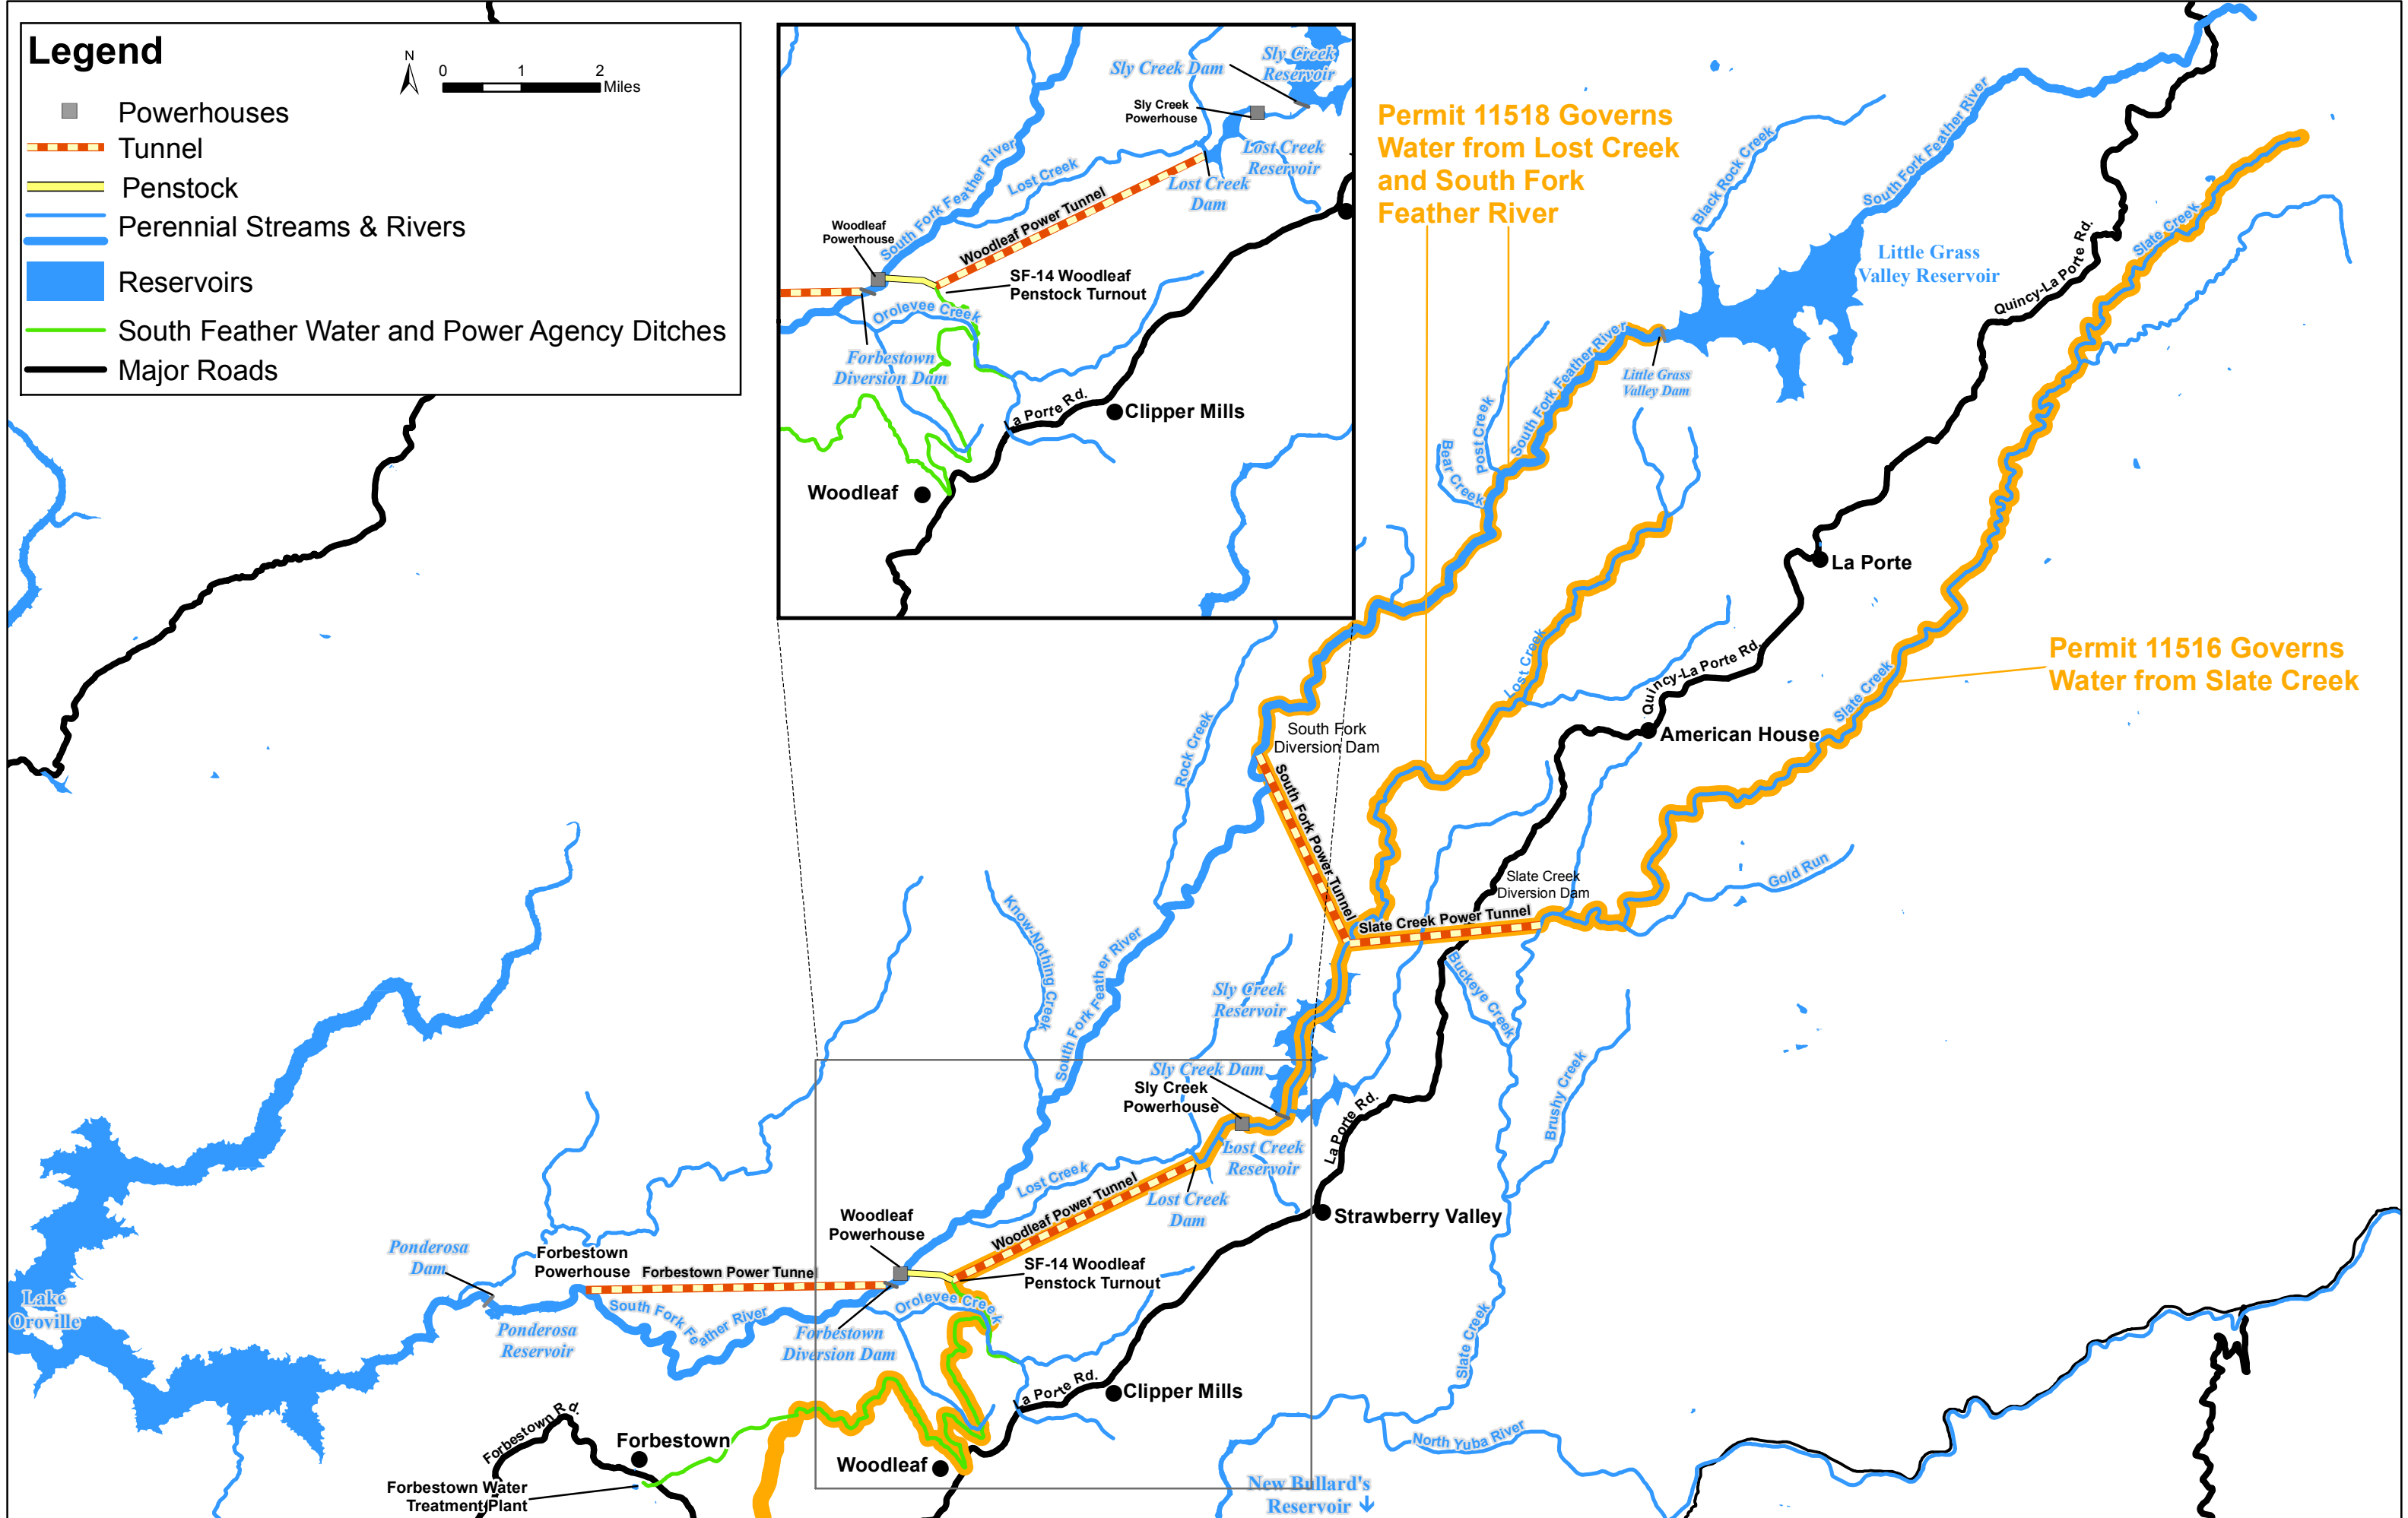 Legend
N
0 1 2
Miles
Powerhouses
Tunnel
Penstock
Perennial Streams & Rivers
Reservoirs
South Feather Water and Power Agency Ditches
Major Roads
Sly Creek Dam
Sly Creek
Reservoir
Sly Creek
Powerhouse
Lost Creek
Reservoir
South Fork Feather River
Lost Creek
Lost Creek
Dam
Woodleaf Power Tunnel
Woodleaf
Powerhouse
SF-14 Woodleaf
Penstock Turnout
Orolevee Creek
Forbestown
Diversion Dam
La Porte Rd.
Clipper Mills
Woodleaf
Permit 11518 Governs
Water from Lost Creek
and South Fork
Feather River
Black Rock Creek
South Fork Feather River
Little Grass
Valley Reservoir
Slate Creek
Quincy-La Porte Rd.
South Fork Feather River
Little Grass
Valley Dam
Post Creek
Bear Creek
La Porte
Permit 11516 Governs
Water from Slate Creek
Lost Creek
Quincy-La Porte Rd.
Slate Creek
American House
South Fork
Diversion Dam
Rock Creek
South Fork Power Tunnel
Slate Creek
Diversion Dam
Gold Run
Slate Creek Power Tunnel
Know-Nothing Creek
South Fork Feather River
Buckeye Creek
Sly Creek
Reservoir
Sly Creek Dam
Sly Creek
Powerhouse
Brushy Creek
La Porte Rd.
Lost Creek
Reservoir
Lost Creek
Lost Creek
Dam
Woodleaf Power Tunnel
Strawberry Valley
Woodleaf
Powerhouse
SF-14 Woodleaf
Penstock Turnout
Ponderosa
Dam
Forbestown
Powerhouse
Forbestown Power Tunnel
Lake
Oroville
South Fork Feather River
Orolevee Creek
Ponderosa
Reservoir
Forbestown
Diversion Dam
Slate Creek
La Porte Rd.
Clipper Mills
Forbestown Rd.
Forbestown
North Yuba River
Woodleaf
Forbestown Water
Treatment Plant
New Bullard's
Reservoir